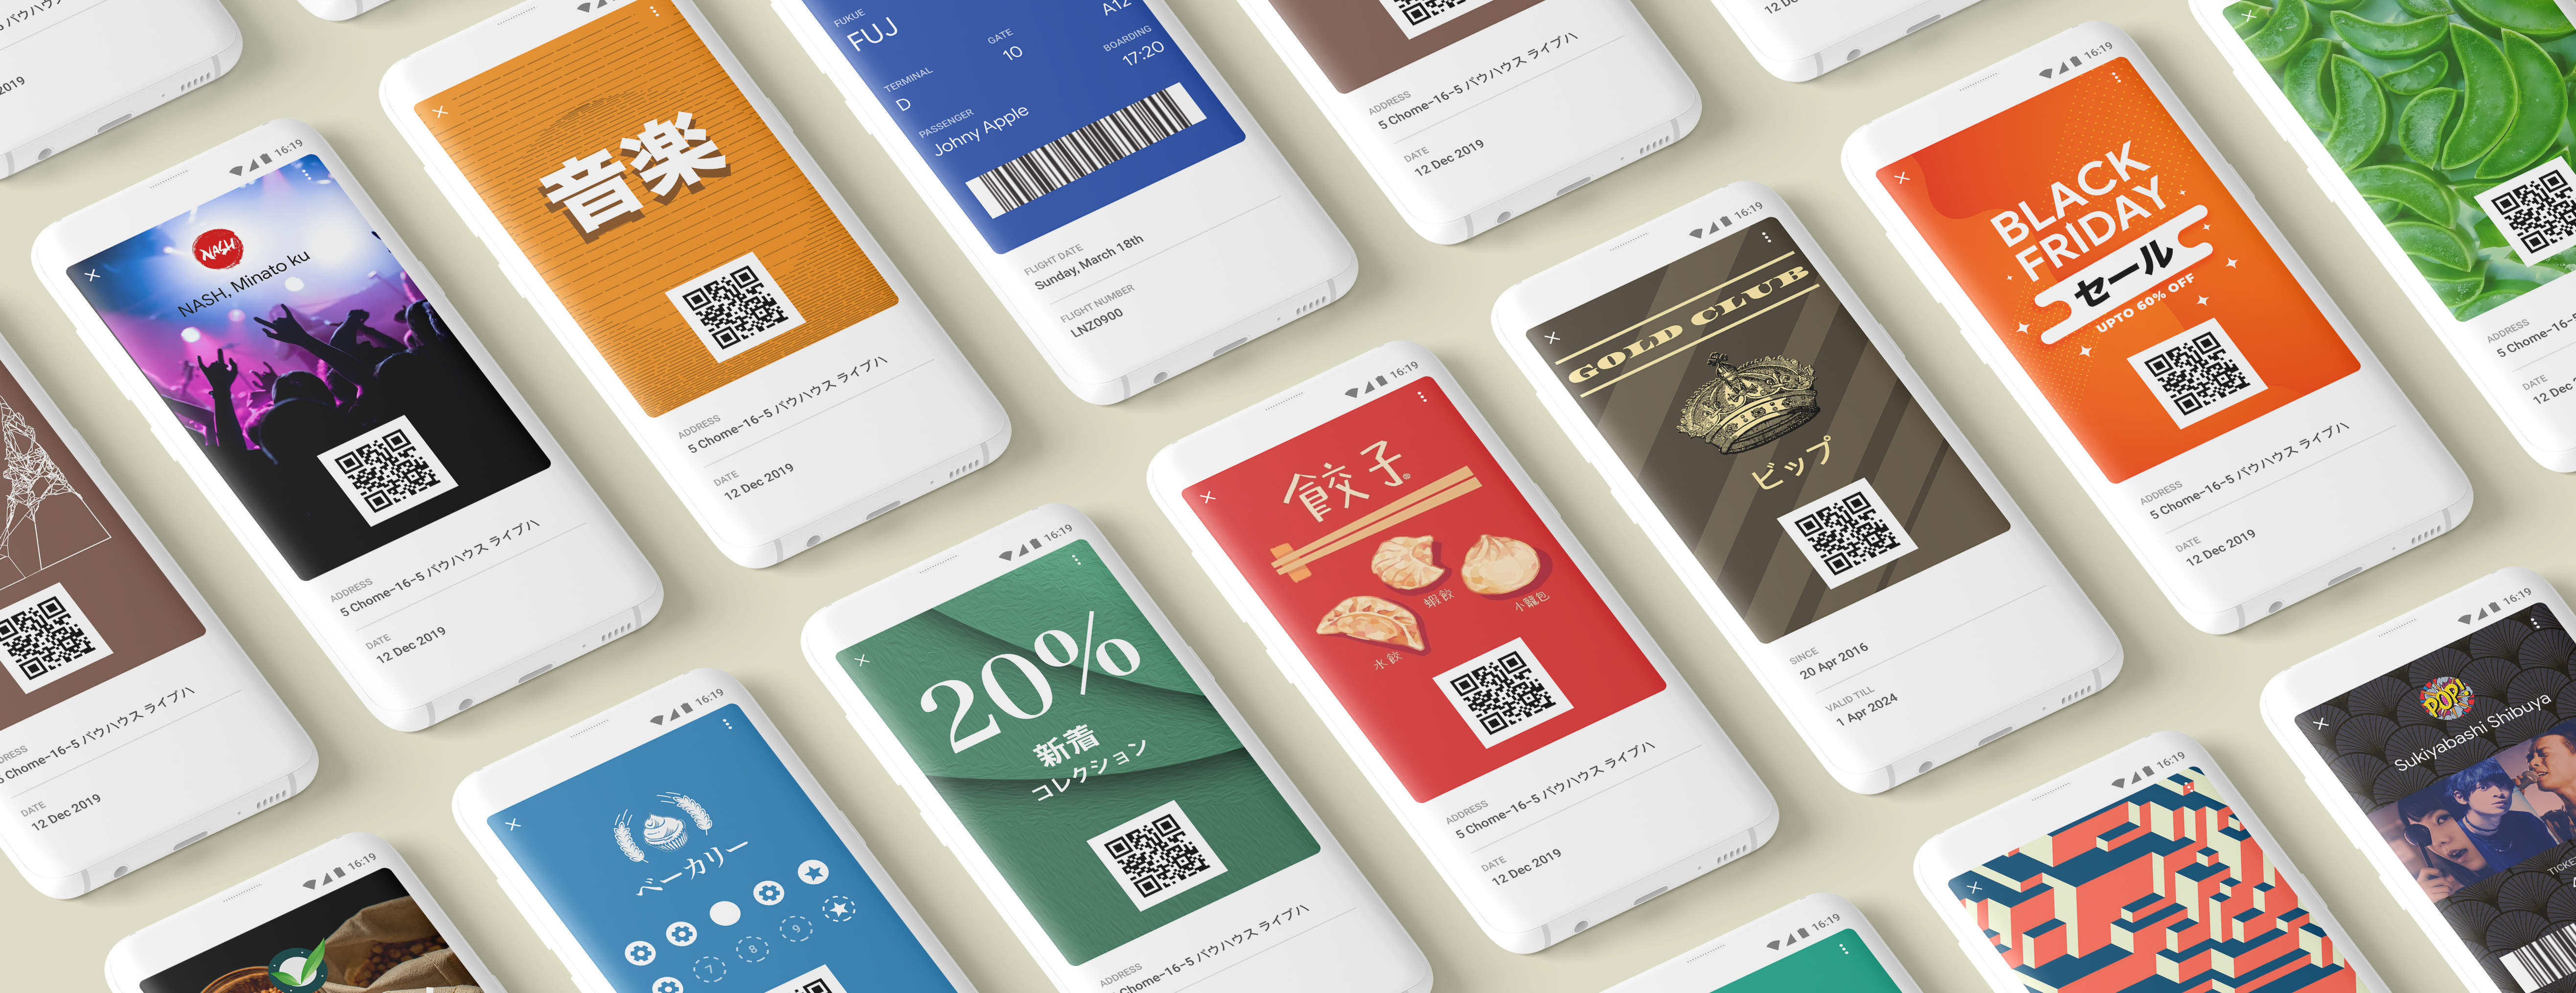 2019
12 Dec 2019
ADDRESS
5 Chome-16-5 バウハウス ライブハ
DATE
12 Dec 2019
16:19
NASH
NASH, Minato ku
ADDRESS
5 Chome-16-5 バウハウス ライブハ
DATE
12 Dec 2019
音楽
ADDRESS
5 Chome-16-5 バウハウス ライブハ
DATE
12 Dec 2019
FUKUE
FUJ
A12
GATE
10
BOARDING
17:20
TERMINAL
D
PASSENGER
Johny Apple
FLIGHT DATE
Sunday, March 18th
FLIGHT NUMBER
LNZ0900
ADDRESS
5 Chome-16-5 バウハウス ライブハ
DATE
12 Dec 2019
16:19
16:19
ベーカリー
7
8
9
16:19
20%
新着
コレクション
ADDRESS
5 Chome-16-5 バウハウス ライブハ
16:19
餃子
蝦餃
小龍包
水餃
ADDRESS
5 Chome-16-5 バウハウス ライブハ
DATE
12 Dec 2019
16:19
GOLD CLUB
ビップ
SINCE
20 Apr 2016
VALID TILL
1 Apr 2024
16:19
BLACK
FRIDAY
セール
UPTO 60% OFF
ADDRESS
5 Chome-16-5 バウハウス ライブハ
DATE
12 Dec 2019
ADDRESS
5 Chome-16-5
DATE
12 Dec
16:19
16:19
16:19
POP!
Sukiyabashi Shibuya